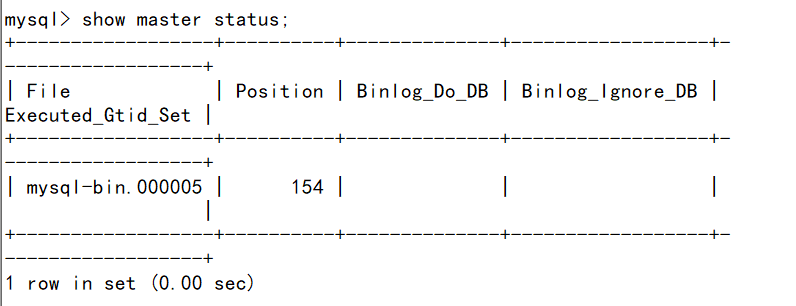 mysql> show master status;
+------------------+----------+--------------+------------------+-
------------------+
| File             | Position | Binlog_Do_DB | Binlog_Ignore_DB |
Executed_Gtid_Set |
+------------------+----------+--------------+------------------+-
------------------+
| mysql-bin.000005 |      154 |              |                  |
                  |
+------------------+----------+--------------+------------------+-
------------------+
1 row in set (0.00 sec)